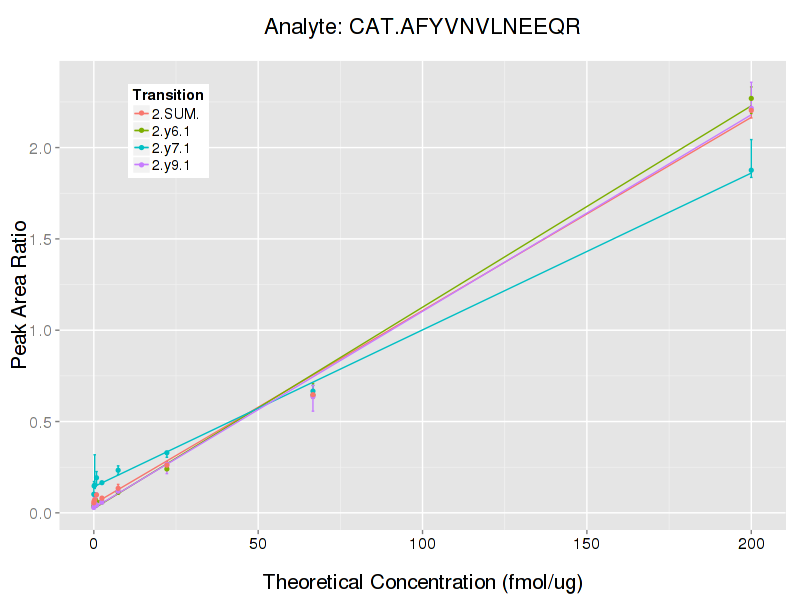 Analyte: CAT.AFYVNVLNEEQR
Transition
2.SUM.
2.y6.1
2.y7.1
2.y9.1
2.0
1.5
1.0
0.5
0.0
Peak Area Ratio
0 50 100 150 200
Theoretical Concentration (fmol/ug)